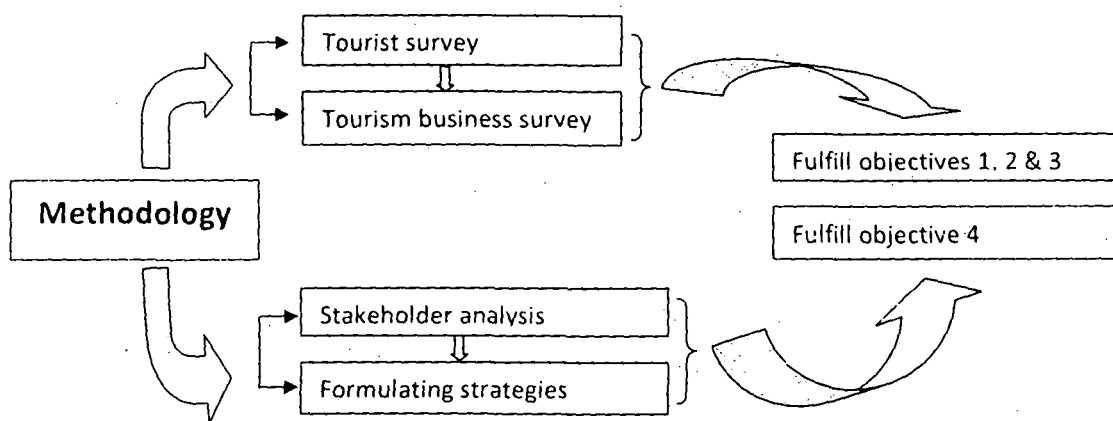 Tourist survey
Tourism business survey
Methodology
Fulfill objectives 1, 2 & 3
Fulfill objective 4
Stakeholder analysis
Formulating strategies